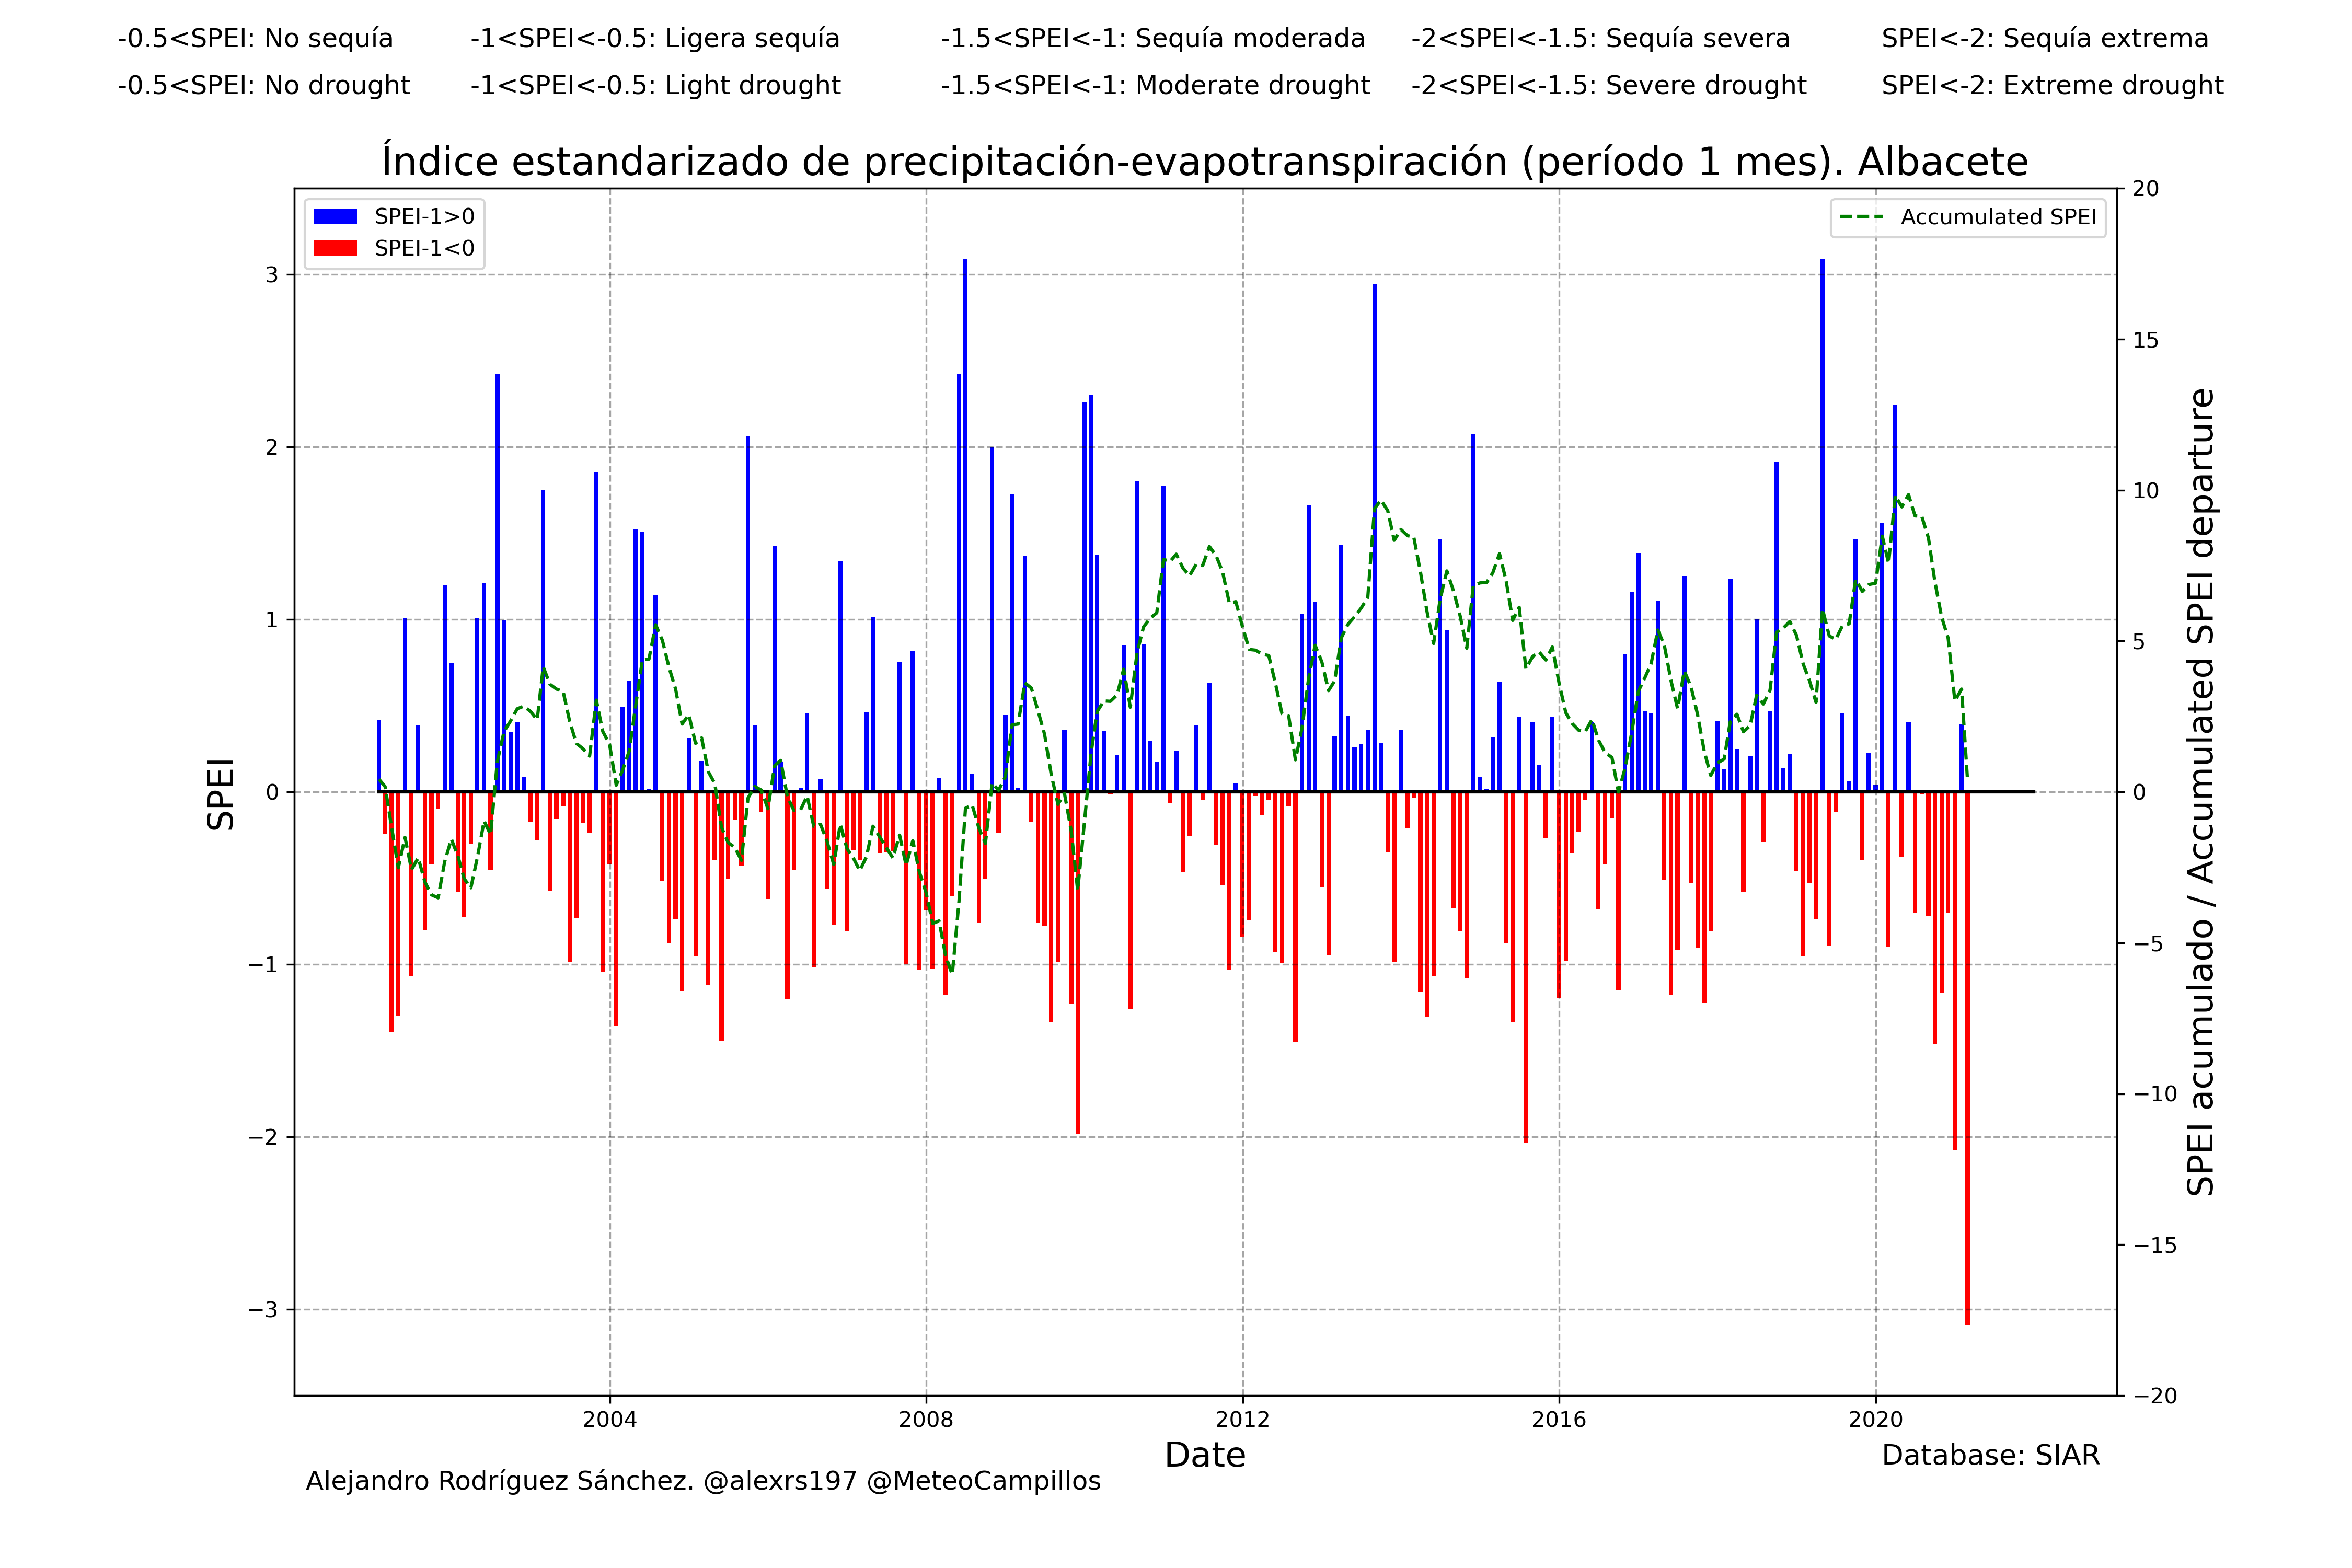 -0.5<SPEI: No sequía -1<SPEI<-0.5: Ligera sequía -1.5<SPEI<-1: Sequía moderada -2<SPEI<-1.5: Sequía severa SPEI<-2: Sequía extrema
-0.5<SPEI: No drought -1<SPEI<-0.5: Light drought -1.5<SPEI<-1: Moderate drought -2<SPEI<-1.5: Severe drought SPEI<-2: Extreme drought
Índice estandarizado de precipitación-evapotranspiración (período 1 mes). Albacete
SPEI-1>0
SPEI-1<0
Accumulated SPEI
SPEI
3
2
1
0
−1
−2
−3
20
15
10
5
0
−5
−10
−15
−20
SPEI acumulado / Accumulated SPEI departure
2004 2008 2012 2016 2020
Date
Database: SIAR
Alejandro Rodríguez Sánchez. @alexrs197 @MeteoCampillos